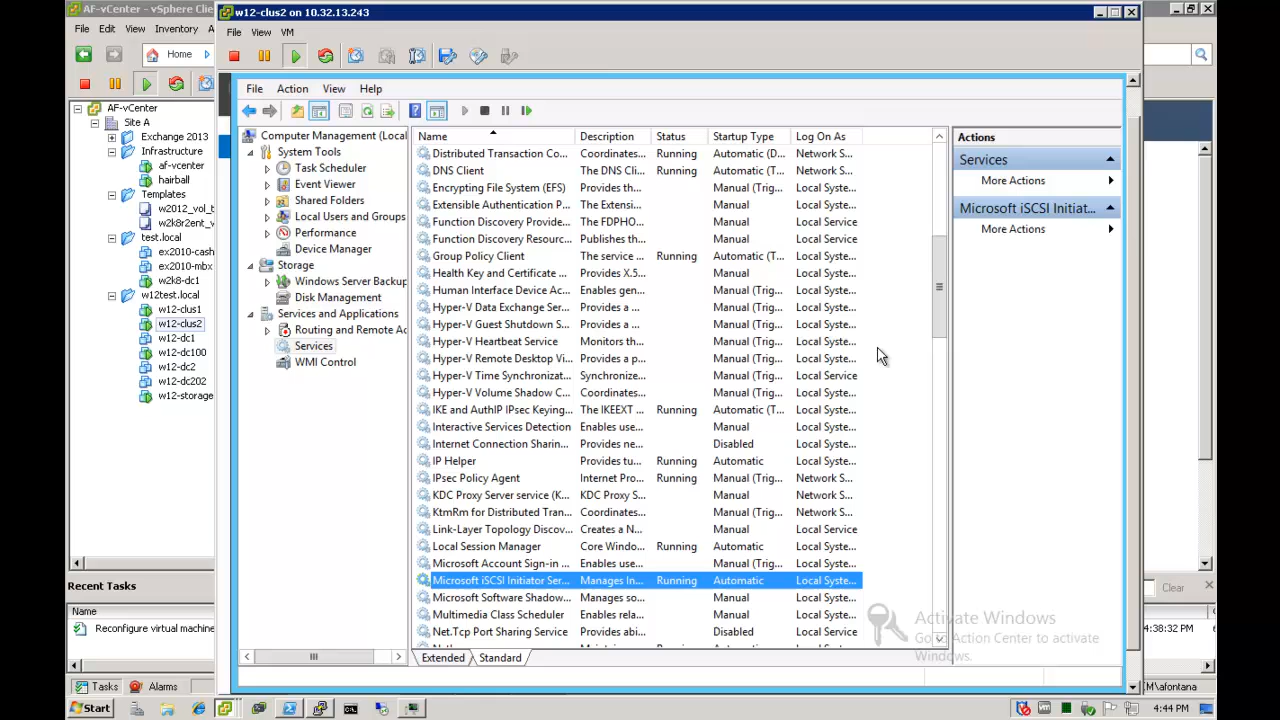 AF-vCenter - vSphere Clie
w12-clus2 on 10.32.13.243
File Edit View Inventory A
File View VM
Home
AF-vCenter
Site A
Exchange 2013
Infrastructure
af-vcenter
hairball
Templates
w2012_vol_t
w2k8r2ent_v
test.local
ex2010-cash
ex2010-mbx
w2k8-dc1
w12test.local
w12-clus1
w12-clus2
w12-dc1
w12-dc100
w12-dc2
w12-dc202
w12-storage
File Action View Help
Computer Management (Local
System Tools
Task Scheduler
Event Viewer
Shared Folders
Local Users and Groups
Performance
Device Manager
Storage
Windows Server Backup
Disk Management
Services and Applications
Routing and Remote Ac
Services
WMI Control
Name Description Status Startup Type Log On As
Distributed Transaction Co... Coordinates... Running Automatic (D... Network S...
DNS Client The DNS Cli... Running Automatic (T... Network S...
Encrypting File System (EFS) Provides th... Manual (Trig... Local Syste...
Extensible Authentication P... The Extensi... Manual Local Syste...
Function Discovery Provide... The FDPHO... Manual Local Service
Function Discovery Resourc... Publishes th... Manual Local Service
Group Policy Client The service ... Running Automatic (T... Local Syste...
Health Key and Certificate ... Provides X.5... Manual Local Syste...
Human Interface Device Ac... Enables gen... Manual (Trig... Local Syste...
Hyper-V Data Exchange Ser... Provides a ... Manual (Trig... Local Syste...
Hyper-V Guest Shutdown S... Provides a ... Manual (Trig... Local Syste...
Hyper-V Heartbeat Service Monitors th... Manual (Trig... Local Syste...
Hyper-V Remote Desktop Vi... Provides a p... Manual (Trig... Local Syste...
Hyper-V Time Synchronizat... Synchronize... Manual (Trig... Local Service
Hyper-V Volume Shadow C... Coordinates... Manual (Trig... Local Syste...
IKE and AuthIP IPsec Keying... The IKEEXT ... Running Automatic (T... Local Syste...
Interactive Services Detection Enables use... Manual Local Syste...
Internet Connection Sharin... Provides ne... Disabled Local Syste...
IP Helper Provides tu... Running Automatic Local Syste...
IPsec Policy Agent Internet Pro... Running Manual (Trig... Network S...
KDC Proxy Server service (K... KDC Proxy S... Manual Network S...
KtmRm for Distributed Tran... Coordinates... Manual (Trig... Network S...
Link-Layer Topology Discov... Creates a N... Manual Local Service
Local Session Manager Core Windo... Running Automatic Local Syste...
Microsoft Account Sign-in ... Enables use... Manual (Trig... Local Syste...
Microsoft iSCSI Initiator Ser... Manages In... Running Automatic Local Syste...
Microsoft Software Shadow... Manages so... Manual Local Syste...
Multimedia Class Scheduler Enables rela... Manual Local Syste...
Net.Tcp Port Sharing Service Provides abi... Disabled Local Service
Extended Standard
Actions
Services
More Actions
Microsoft iSCSI Initiat...
More Actions
Activate Windows
Go to Action Center to activate
Windows.
Recent Tasks
Clear
Name
Reconfigure virtual machine
4:38:32 PM
Tasks Alarms
M\afontana
Start
4:44 PM